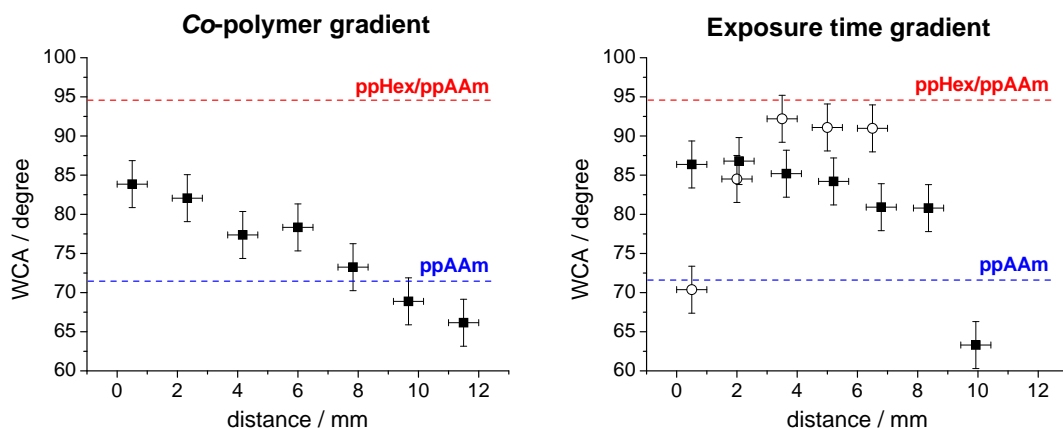 Co-polymer gradient
100
95
90
85
80
75
70
65
60
WCA / degree
ppHex/ppAAm
ppAAm
0 2 4 6 8 10 12
distance / mm
Exposure time gradient
100
95
90
85
80
75
70
65
60
WCA / degree
ppHex/ppAAm
ppAAm
0 2 4 6 8 10 12
distance / mm